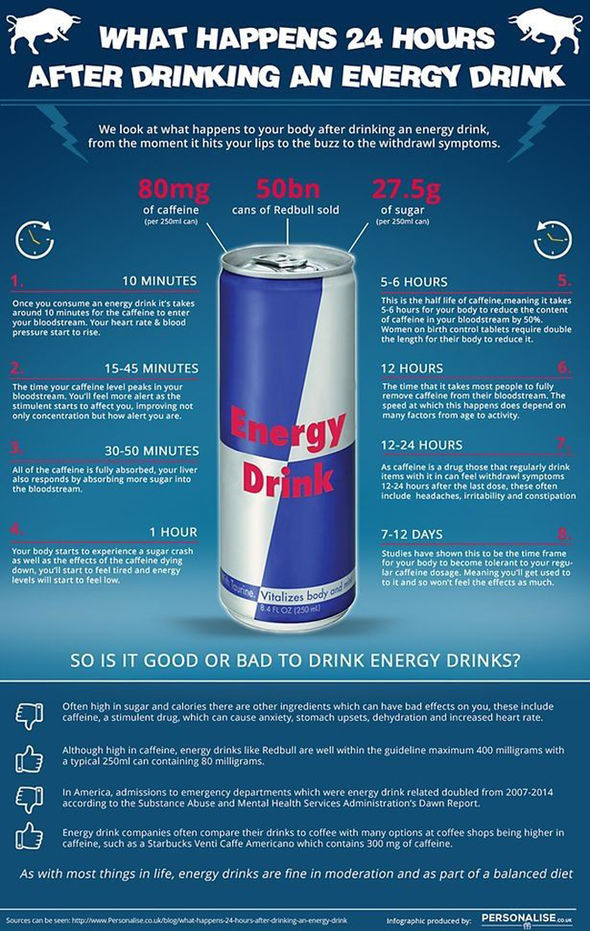 WHAT HAPPENS 24 HOURS
AFTER DRINKING AN ENERGY DRINK
We look at what happens to your body after drinking an energy drink,
from the moment it hits your lips to the buzz to the withdrawl symptoms.
80mg
of caffeine
(per 250ml can)
50bn
cans of Redbull sold
27.5g
of sugar
(per 250ml can)
1.
10 MINUTES
Once you consume an energy drink it's takes
around 10 minutes for the caffeine to enter
your bloodstream. Your heart rate & blood
pressure start to rise.
2.
15-45 MINUTES
The time your caffeine level peaks in your
bloodstream. You'll feel more alert as the
stimulent starts to affect you, improving not
only concentration but how alert you are.
3.
30-50 MINUTES
All of the caffeine is fully absorbed, your liver
also responds by absorbing more sugar into
the bloodstream.
4.
1 HOUR
Your body starts to experience a sugar crash
as well as the effects of the caffeine dying
down, you'll start to feel tired and energy
levels will start to feel low.
Energy
Drink
Taurine. Vitalizes body and
8.4 FL OZ (250 ml)
5-6 HOURS
5.
This is the half life of caffeine,meaning it takes
5-6 hours for your body to reduce the content
of caffeine in your bloodstream by 50%.
Women on birth control tablets require double
the length for their body to reduce it.
12 HOURS
6.
The time that it takes most people to fully
remove caffeine from their bloodstream. The
speed at which this happens does depend on
many factors from age to activity.
12-24 HOURS
7.
As caffeine is a drug those that regularly drink
items with it in can feel withdrawl symptoms
12-24 hours after the last dose, these often
include headaches, irritability and constipation
7-12 DAYS
8.
Studies have shown this to be the time frame
for your body to become tolerant to your regu-
lar caffeine dosage. Meaning you'll get used to
to it and so won't feel the effects as much.
SO IS IT GOOD OR BAD TO DRINK ENERGY DRINKS?
Often high in sugar and calories there are other ingredients which can have bad effects on you, these include
caffeine, a stimulent drug, which can cause anxiety, stomach upsets, dehydration and increased heart rate.
Although high in caffeine, energy drinks like Redbull are well within the guideline maximum 400 milligrams with
a typical 250ml can containing 80 milligrams.
In America, admissions to emergency departments which were energy drink related doubled from 2007-2014
according to the Substance Abuse and Mental Health Services Administration's Dawn Report.
Energy drink companies often compare their drinks to coffee with many options at coffee shops being higher in
caffeine, such as a Starbucks Venti Caffe Americano which contains 300 mg of caffeine.
As with most things in life, energy drinks are fine in moderation and as part of a balanced diet
Sources can be seen: http://www.Personalise.co.uk/blog/what-happens-24-hours-after-drinking-an-energy-drink
Infographic produced by: PERSONALISE.CO.UK